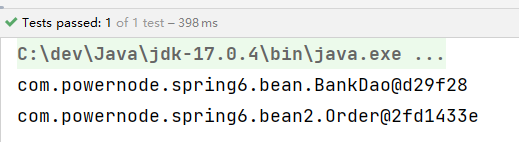 Tests passed: 1 of 1 test – 398 ms
C:\dev\Java\jdk-17.0.4\bin\java.exe ...
com.powernode.spring6.bean.BankDao@d29f28
com.powernode.spring6.bean2.Order@2fd1433e